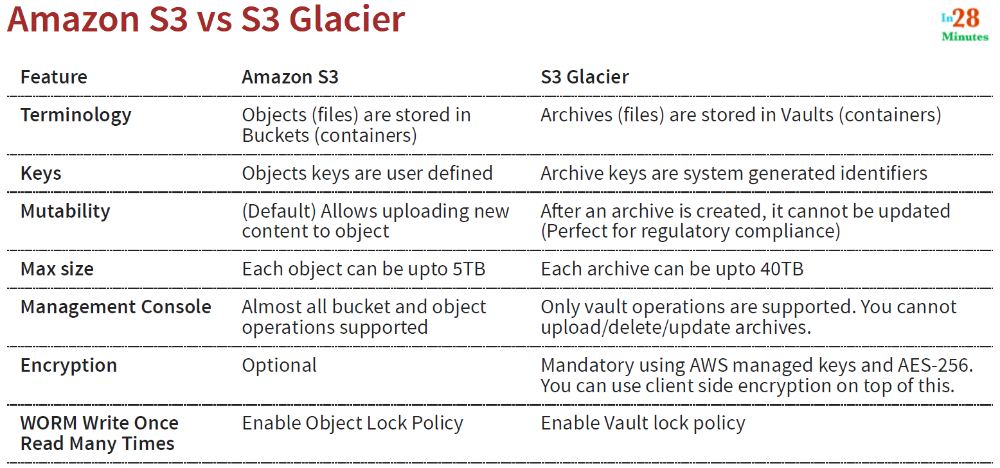 Amazon S3 vs S3 Glacier
In28
Minutes
Feature Amazon S3 S3 Glacier
Terminology Objects (files) are stored in Archives (files) are stored in Vaults (containers)
Buckets (containers)
Keys Objects keys are user defined Archive keys are system generated identifiers
Mutability (Default) Allows uploading new After an archive is created, it cannot be updated
content to object (Perfect for regulatory compliance)
Max size Each object can be upto 5TB Each archive can be upto 40TB
Management Console Almost all bucket and object Only vault operations are supported. You cannot
operations supported upload/delete/update archives.
Encryption Optional Mandatory using AWS managed keys and AES-256.
You can use client side encryption on top of this.
WORM Write Once Enable Object Lock Policy Enable Vault lock policy
Read Many Times